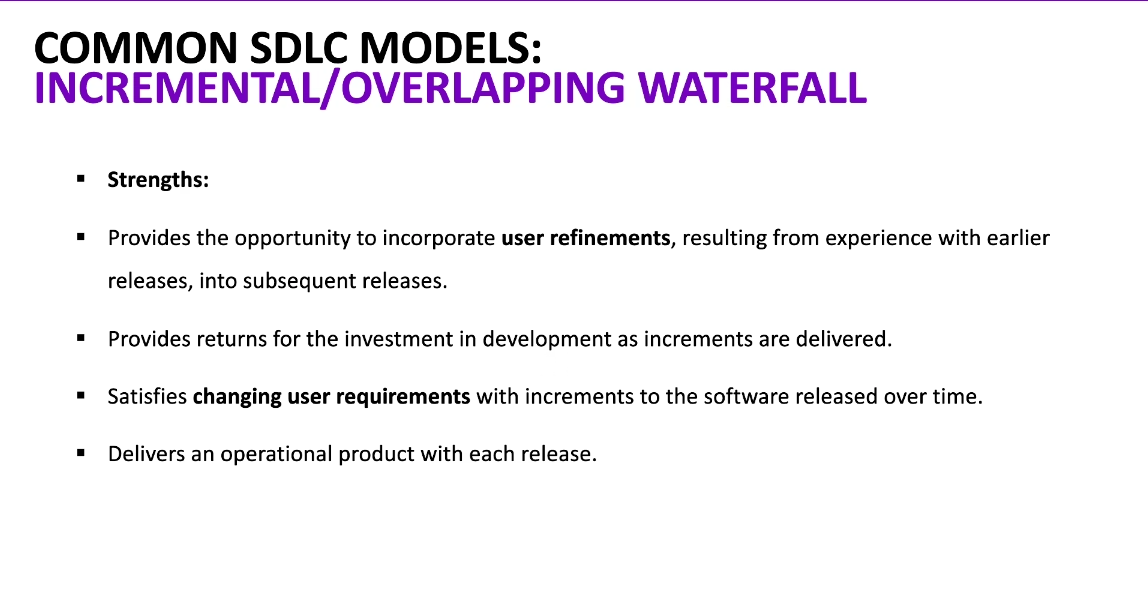 COMMON SDLC MODELS:
INCREMENTAL/OVERLAPPING WATERFALL
▪ Strengths:
▪ Provides the opportunity to incorporate user refinements, resulting from experience with earlier
releases, into subsequent releases.
▪ Provides returns for the investment in development as increments are delivered.
▪ Satisfies changing user requirements with increments to the software released over time.
▪ Delivers an operational product with each release.